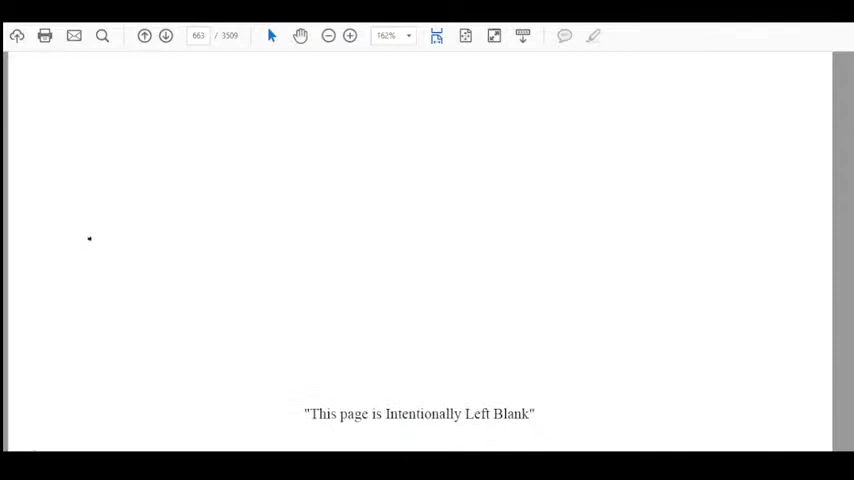 663 / 3509 162%
"This page is Intentionally Left Blank"